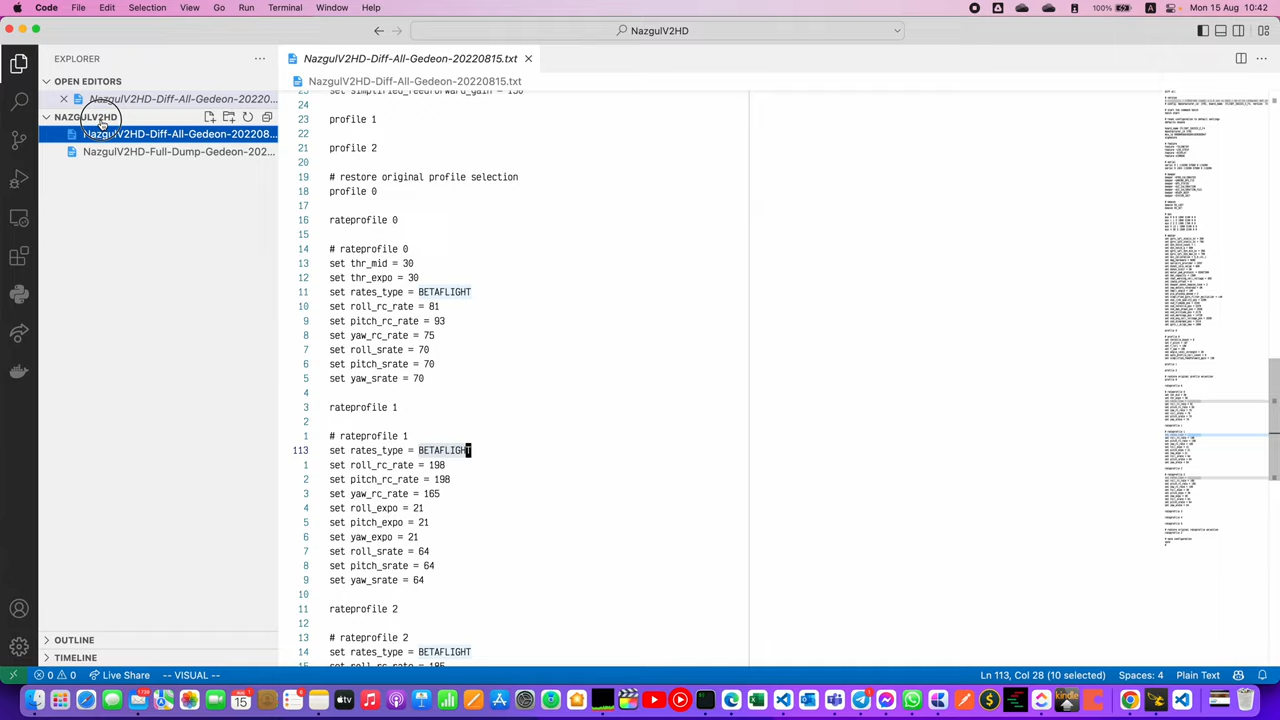 Code File Edit Selection View Go Run Terminal Window Help 100% Mon 15 Aug 10:42
NazgulV2HD
EXPLORER
OPEN EDITORS
NazgulV2HD-Diff-All-Gedeon-20220...
NAZGULV2HD
NazgulV2HD-Diff-All-Gedeon-202208...
NazgulV2HD-Full-Dump-Gedeon-202...
OUTLINE
TIMELINE
NazgulV2HD-Diff-All-Gedeon-20220815.txt
NazgulV2HD-Diff-All-Gedeon-20220815.txt
24
23 profile 1
22
21 profile 2
20
19 # restore original profile selection
18 profile 0
17
16 rateprofile 0
15
14 # rateprofile 0
13 set thr_mid = 30
12 set thr_expo = 30
11 set rates_type = BETAFLIGHT
10 set roll_rc_rate = 81
9 set pitch_rc_rate = 93
8 set yaw_rc_rate = 75
7 set roll_srate = 70
6 set pitch_srate = 70
5 set yaw_srate = 70
4
3 rateprofile 1
2
1 # rateprofile 1
113 set rates_type = BETAFLIGHT
1 set roll_rc_rate = 198
2 set pitch_rc_rate = 198
3 set yaw_rc_rate = 165
4 set roll_expo = 21
5 set pitch_expo = 21
6 set yaw_expo = 21
7 set roll_srate = 64
8 set pitch_srate = 64
9 set yaw_srate = 64
10
11 rateprofile 2
12
13 # rateprofile 2
14 set rates_type = BETAFLIGHT
0 0 Live Share -- VISUAL -- Ln 113, Col 28 (10 selected) Spaces: 4 Plain Text